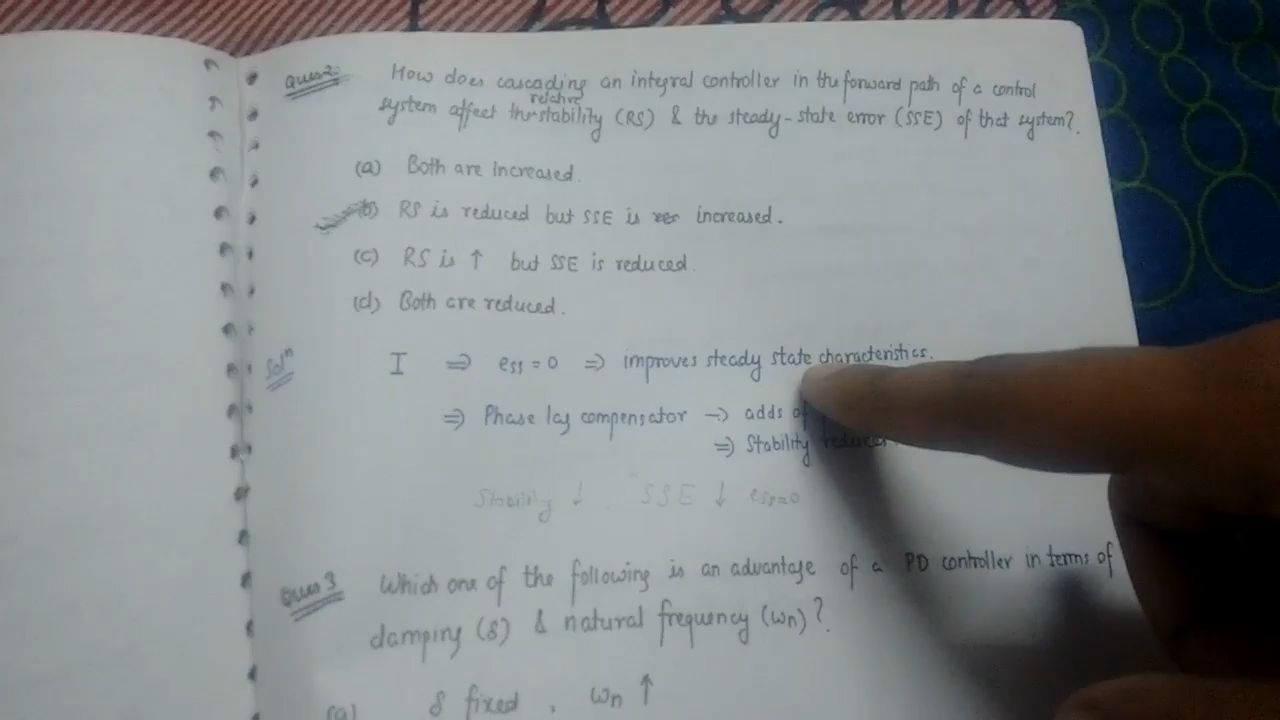 Ques 2:
How does cascading an integral controller in the forward path of a control
relative
system affect the stability (RS) & the steady-state error (SSE) of that system?
(a) Both are increased.
(b) RS is reduced but SSE is increased.
(c) RS is ↑ but SSE is reduced.
(d) Both are reduced.
Solⁿ
I ⇒ ess = 0 ⇒ improves steady state characteristics.
⇒ Phase lag compensator → adds
⇒ Stability
Stability ↓ SSE ↓ ess=0
Ques 3 Which one of the following is an advantage of a PD controller in terms of
damping (δ) & natural frequency (ωn)?
(a) δ fixed, ωn ↑